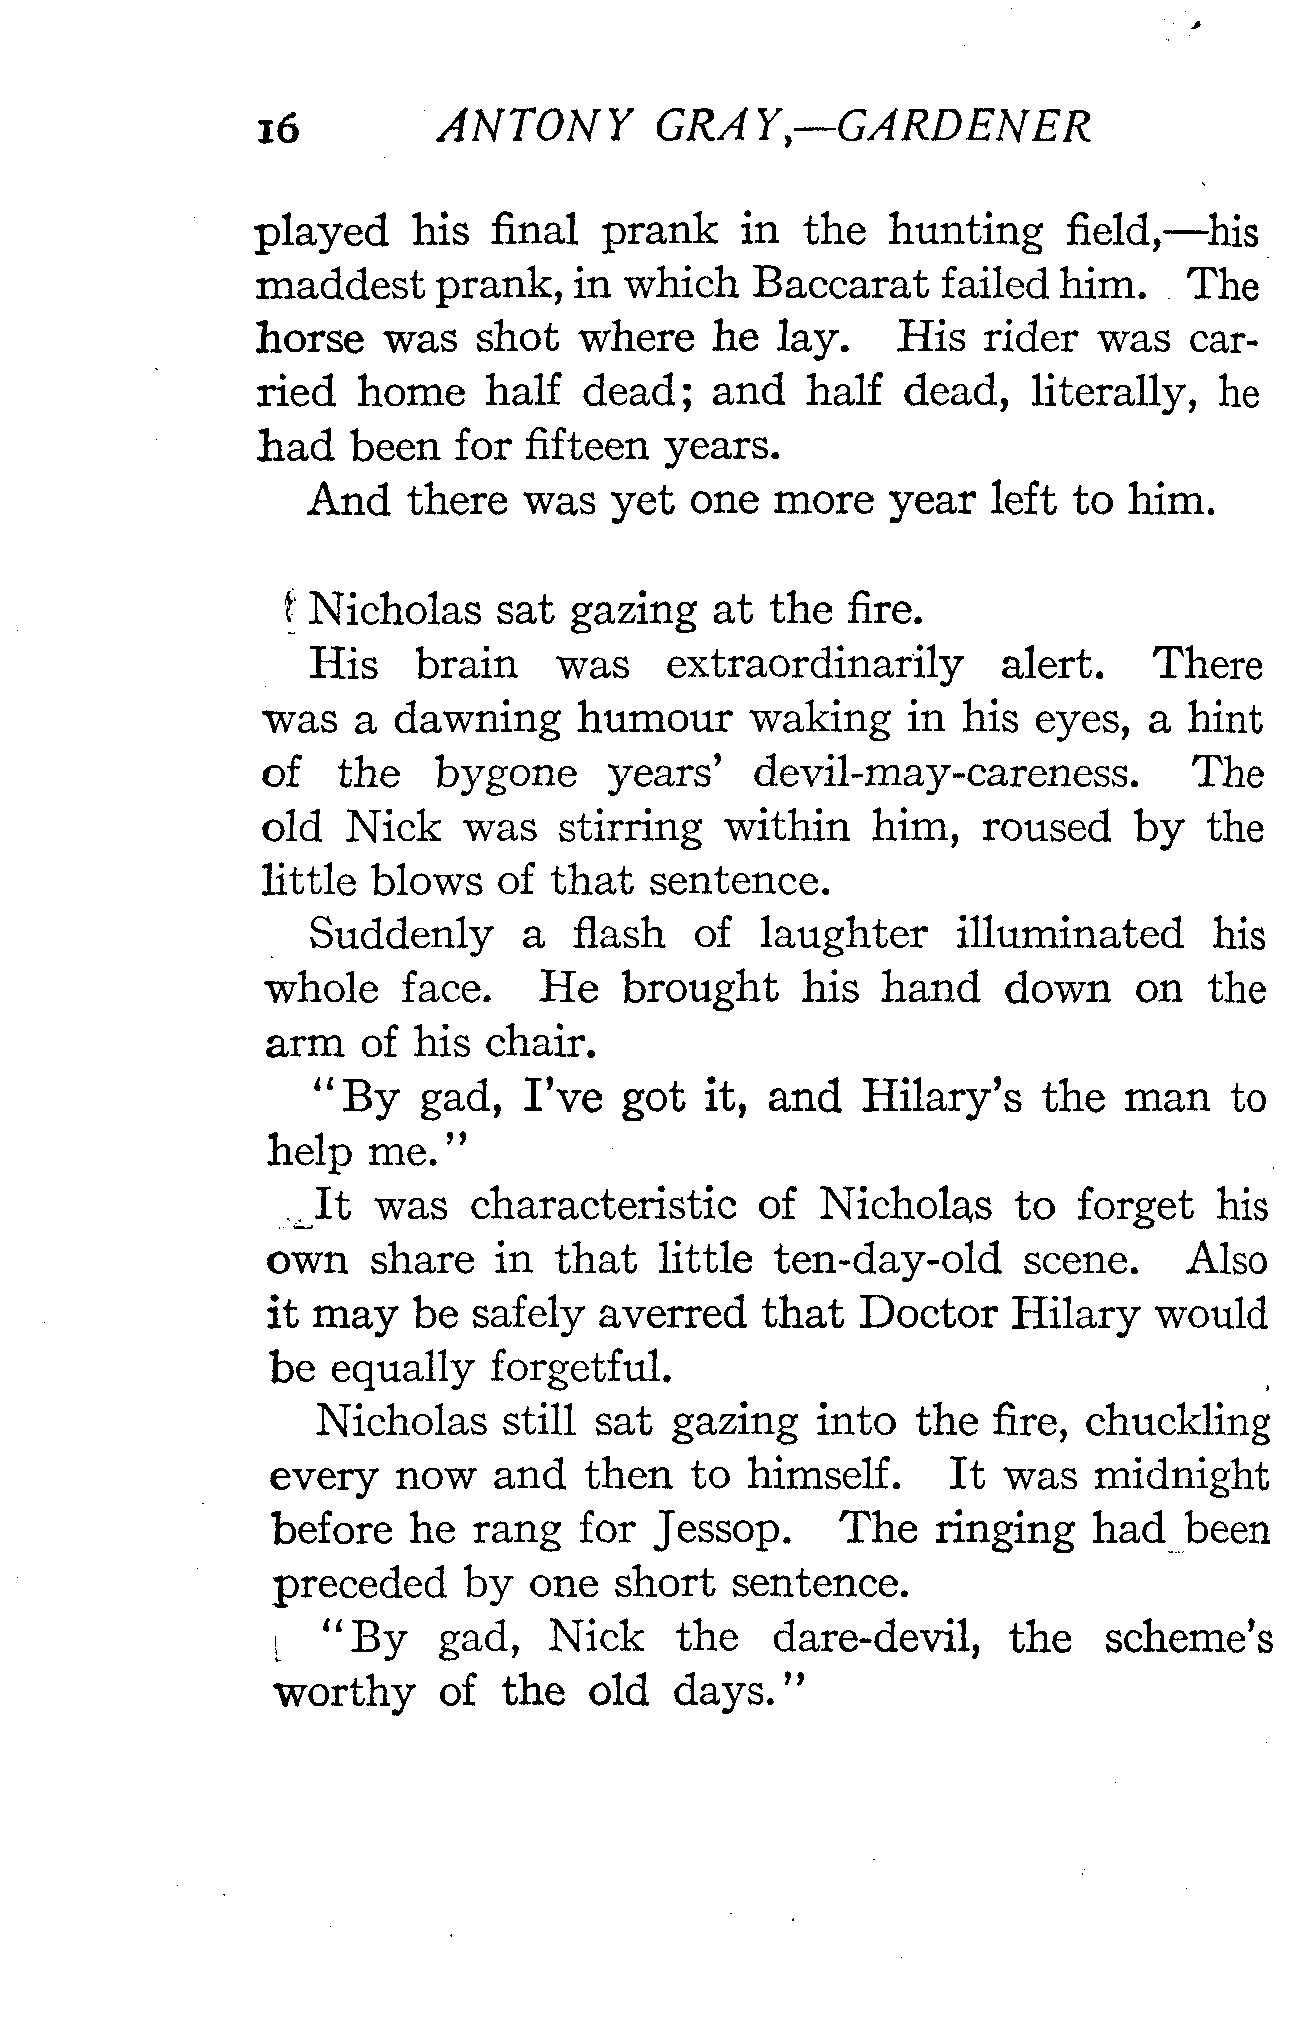 16 ANTONY GRAY,—GARDENER
played his final prank in the hunting field,—his
maddest prank, in which Baccarat failed him. The
horse was shot where he lay. His rider was car-
ried home half dead; and half dead, literally, he
had been for fifteen years.
And there was yet one more year left to him.
Nicholas sat gazing at the fire.
His brain was extraordinarily alert. There
was a dawning humour waking in his eyes, a hint
of the bygone years' devil-may-careness. The
old Nick was stirring within him, roused by the
little blows of that sentence.
Suddenly a flash of laughter illuminated his
whole face. He brought his hand down on the
arm of his chair.
"By gad, I've got it, and Hilary's the man to
help me."
It was characteristic of Nicholas to forget his
own share in that little ten-day-old scene. Also
it may be safely averred that Doctor Hilary would
be equally forgetful.
Nicholas still sat gazing into the fire, chuckling
every now and then to himself. It was midnight
before he rang for Jessop. The ringing had been
preceded by one short sentence.
"By gad, Nick the dare-devil, the scheme's
worthy of the old days."